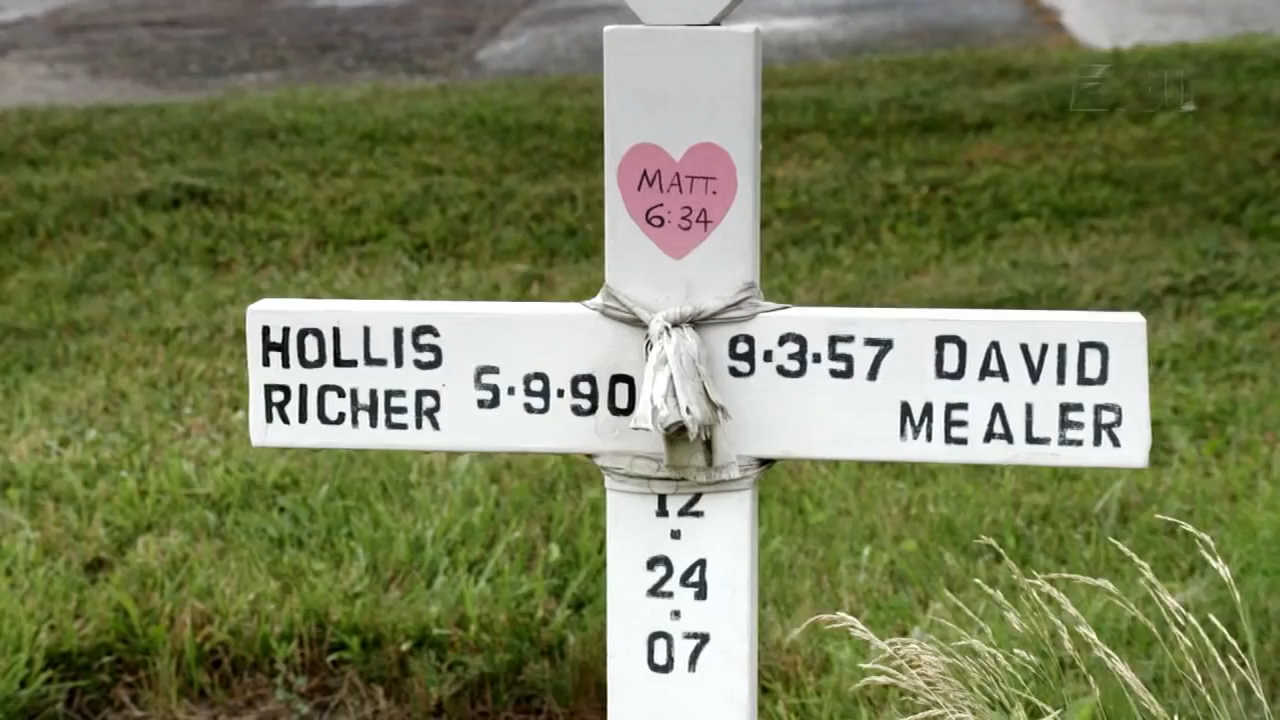 MATT.
6:34
HOLLIS
RICHER
5·9·90
9·3·57
DAVID
MEALER
12
·
24
·
07